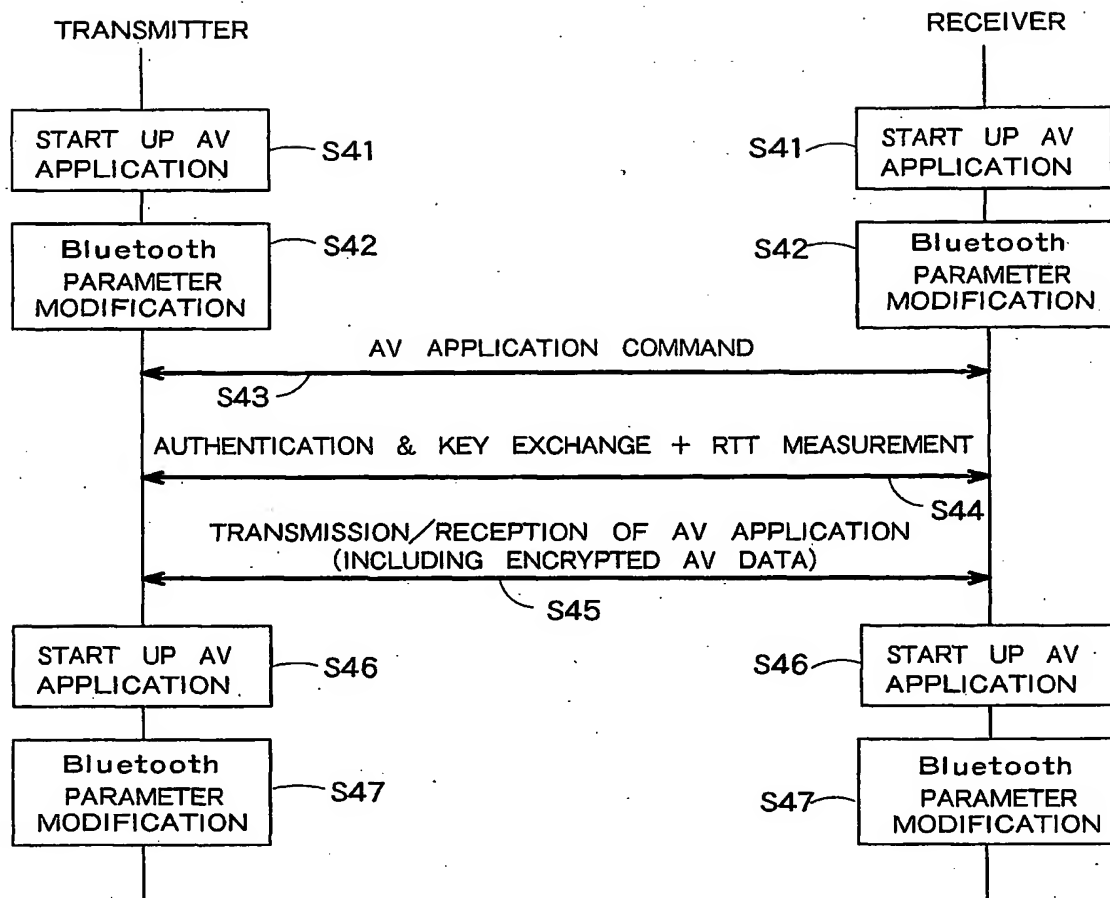 TRANSMITTER
RECEIVER
START UP AV
APPLICATION
S41
S41
START UP AV
APPLICATION
Bluetooth
PARAMETER
MODIFICATION
S42
S42
Bluetooth
PARAMETER
MODIFICATION
AV APPLICATION COMMAND
S43
AUTHENTICATION & KEY EXCHANGE + RTT MEASUREMENT
S44
TRANSMISSION/RECEPTION OF AV APPLICATION
(INCLUDING ENCRYPTED AV DATA)
S45
START UP AV
APPLICATION
S46
S46
START UP AV
APPLICATION
Bluetooth
PARAMETER
MODIFICATION
S47
S47
Bluetooth
PARAMETER
MODIFICATION